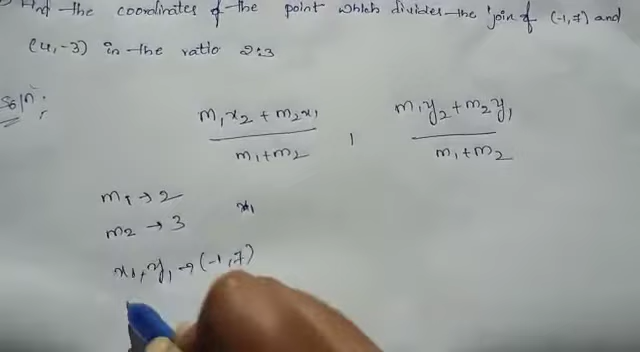 Find the coordinates of the point which divides the join of (-1,7) and
(4,-3) in the ratio 2:3
Soln:
m₁x₂+m₂x₁ / m₁+m₂ , m₁y₂+m₂y₁ / m₁+m₂
m₁ → 2
m₂ → 3 x₁
x₁,y₁ → (-1,7)